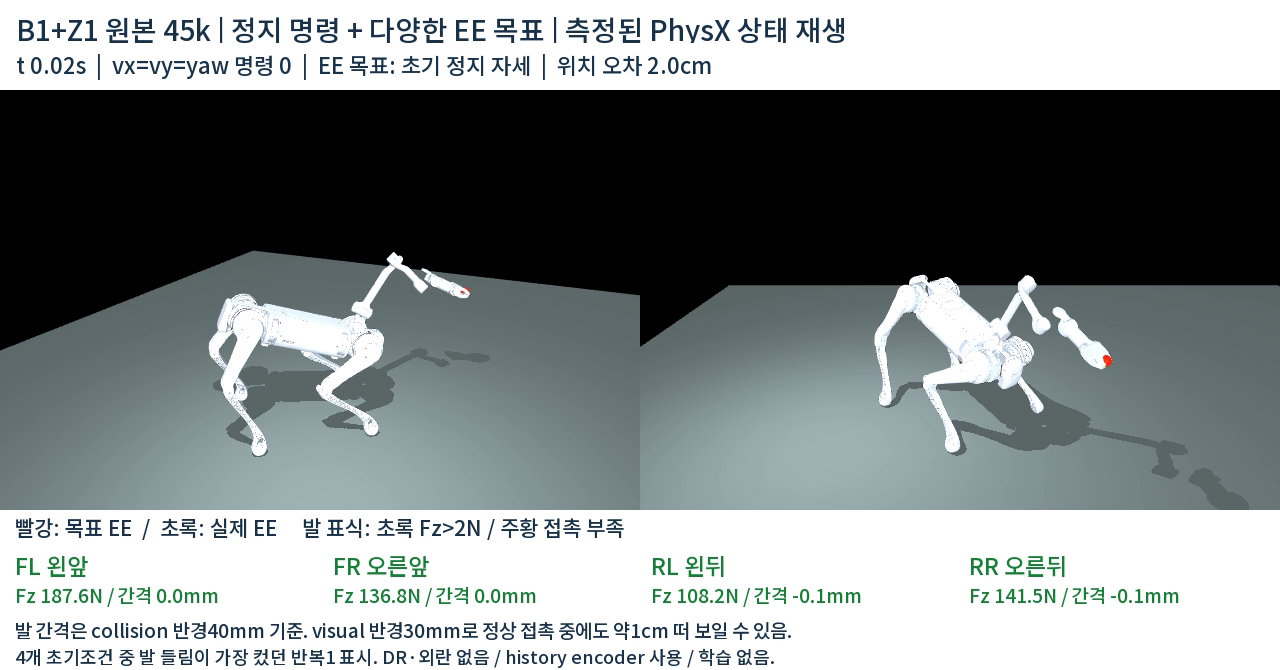 B1+Z1 원본 45k | 정지 명령 + 다양한 EE 목표 | 측정된 PhysX 상태 재생
t 0.02s | vx=vy=yaw 명령 0 | EE 목표: 초기 정지 자세 | 위치 오차 2.0cm
빨강: 목표 EE / 초록: 실제 EE 발 표식: 초록 Fz>2N / 주황 접촉 부족
FL 왼앞 FR 오른앞 RL 왼뒤 RR 오른뒤
Fz 187.6N / 간격 0.0mm Fz 136.8N / 간격 0.0mm Fz 108.2N / 간격 -0.1mm Fz 141.5N / 간격 -0.1mm
발 간격은 collision 반경40mm 기준. visual 반경30mm로 정상 접촉 중에도 약1cm 떠 보일 수 있음.
4개 초기조건 중 발 들림이 가장 컸던 반복1 표시. DR·외란 없음 / history encoder 사용 / 학습 없음.